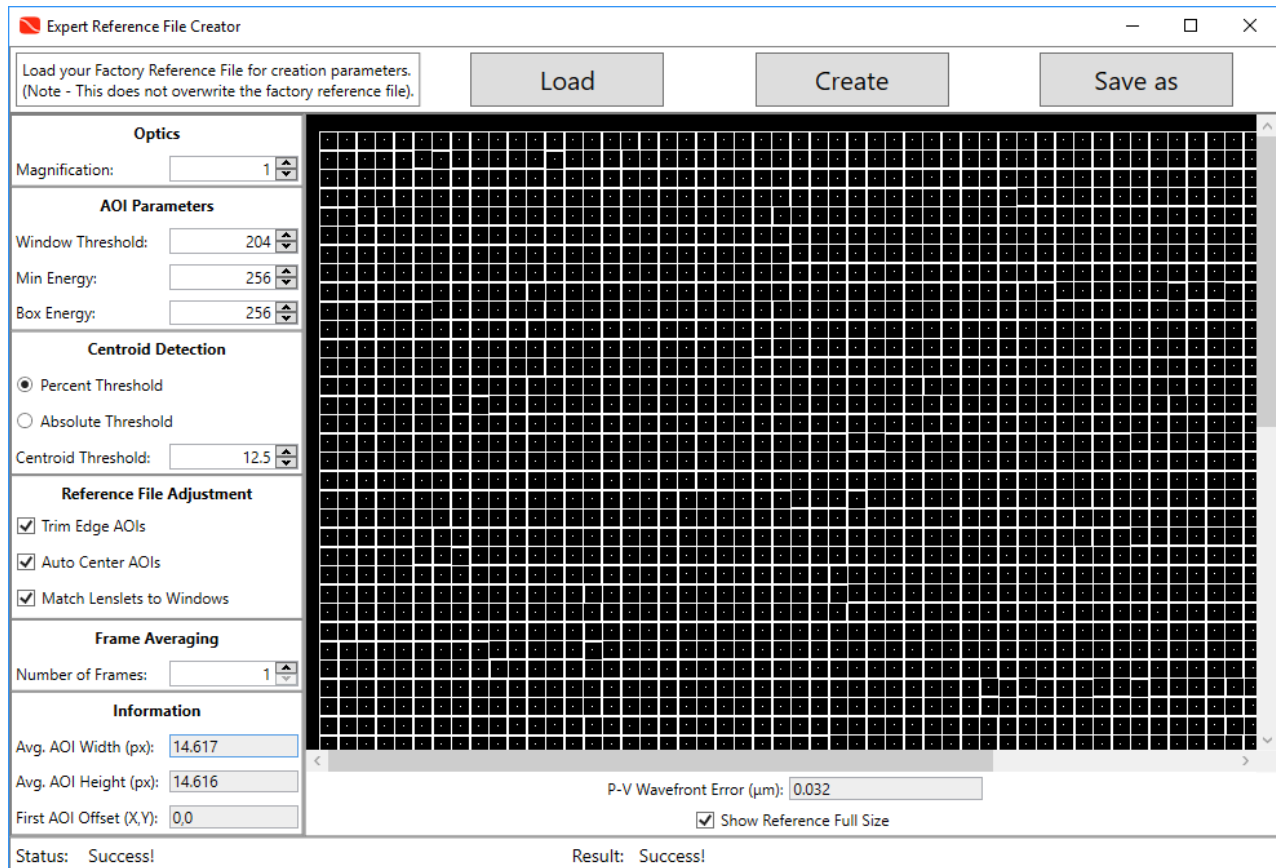 Expert Reference File Creator
Load your Factory Reference File for creation parameters.
(Note - This does not overwrite the factory reference file).
Load
Create
Save as
Optics
Magnification: 1
AOI Parameters
Window Threshold: 204
Min Energy: 256
Box Energy: 256
Centroid Detection
Percent Threshold
Absolute Threshold
Centroid Threshold: 12.5
Reference File Adjustment
Trim Edge AOIs
Auto Center AOIs
Match Lenslets to Windows
Frame Averaging
Number of Frames: 1
Information
Avg. AOI Width (px): 14.617
Avg. AOI Height (px): 14.616
First AOI Offset (X,Y): 0,0
P-V Wavefront Error (µm): 0.032
Show Reference Full Size
Status: Success!
Result: Success!